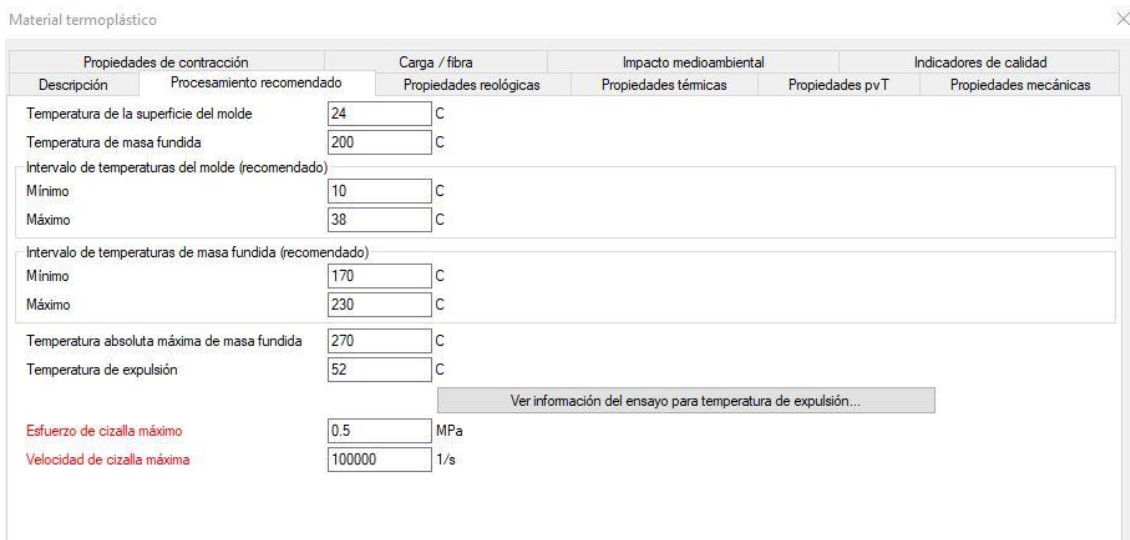 Material termoplástico
Propiedades de contracción Carga / fibra Impacto medioambiental Indicadores de calidad
Descripción Procesamiento recomendado Propiedades reológicas Propiedades térmicas Propiedades pvT Propiedades mecánicas
Temperatura de la superficie del molde 24 C
Temperatura de masa fundida 200 C
Intervalo de temperaturas del molde (recomendado)
Mínimo 10 C
Máximo 38 C
Intervalo de temperaturas de masa fundida (recomendado)
Mínimo 170 C
Máximo 230 C
Temperatura absoluta máxima de masa fundida 270 C
Temperatura de expulsión 52 C
Ver información del ensayo para temperatura de expulsión...
Esfuerzo de cizalla máximo 0.5 MPa
Velocidad de cizalla máxima 100000 1/s